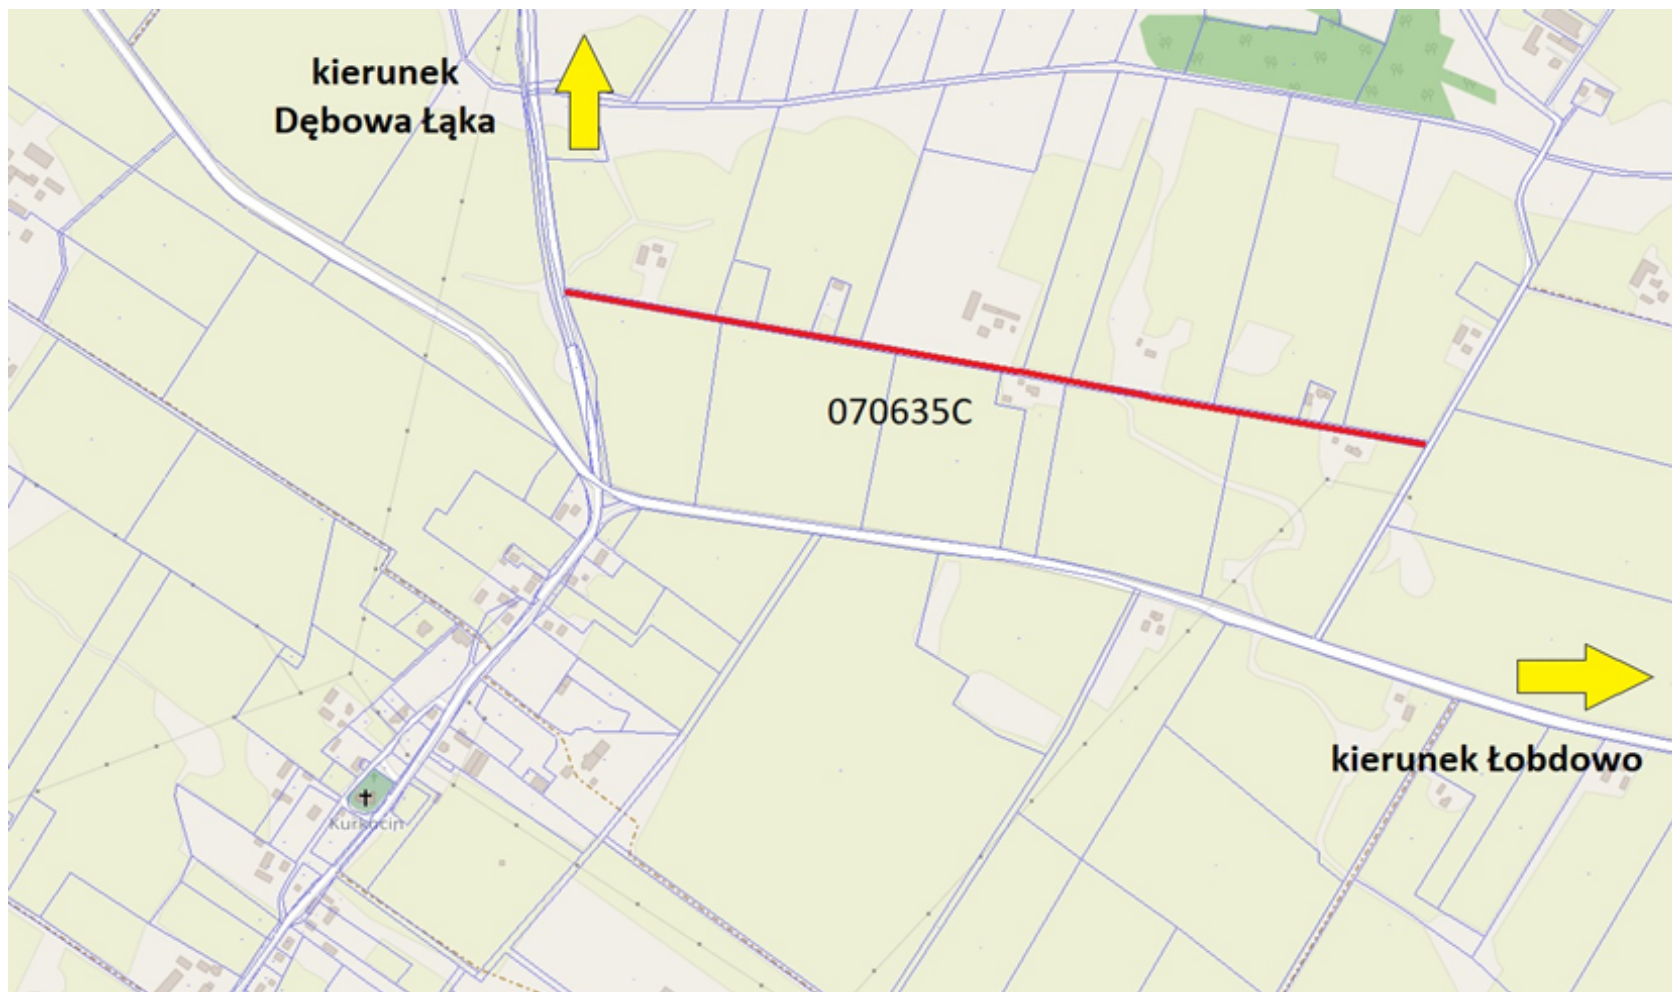 kierunek
Dębowa Łąka
070635C
kierunek Łobdowo
Kurkocin